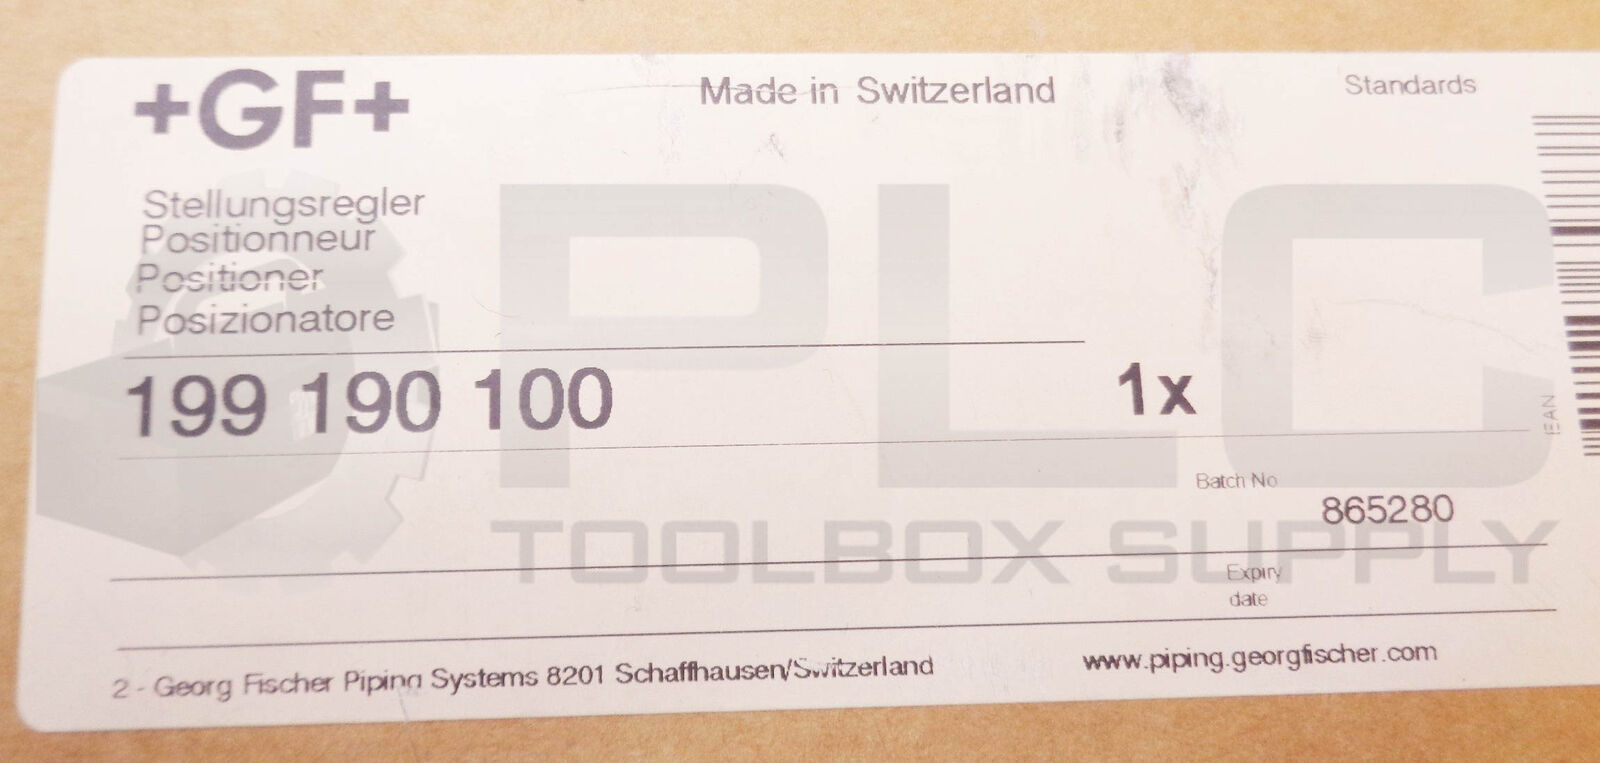 +GF+
Made in Switzerland
Standards
Stellungsregler
Positionneur
Positioner
Posizionatore
199 190 100
1x
EAN
Batch No
865280
Expiry
date
2 - Georg Fischer Piping Systems 8201 Schaffhausen/Switzerland
www.piping.georgfischer.com
PLC
TOOLBOX SUPPLY